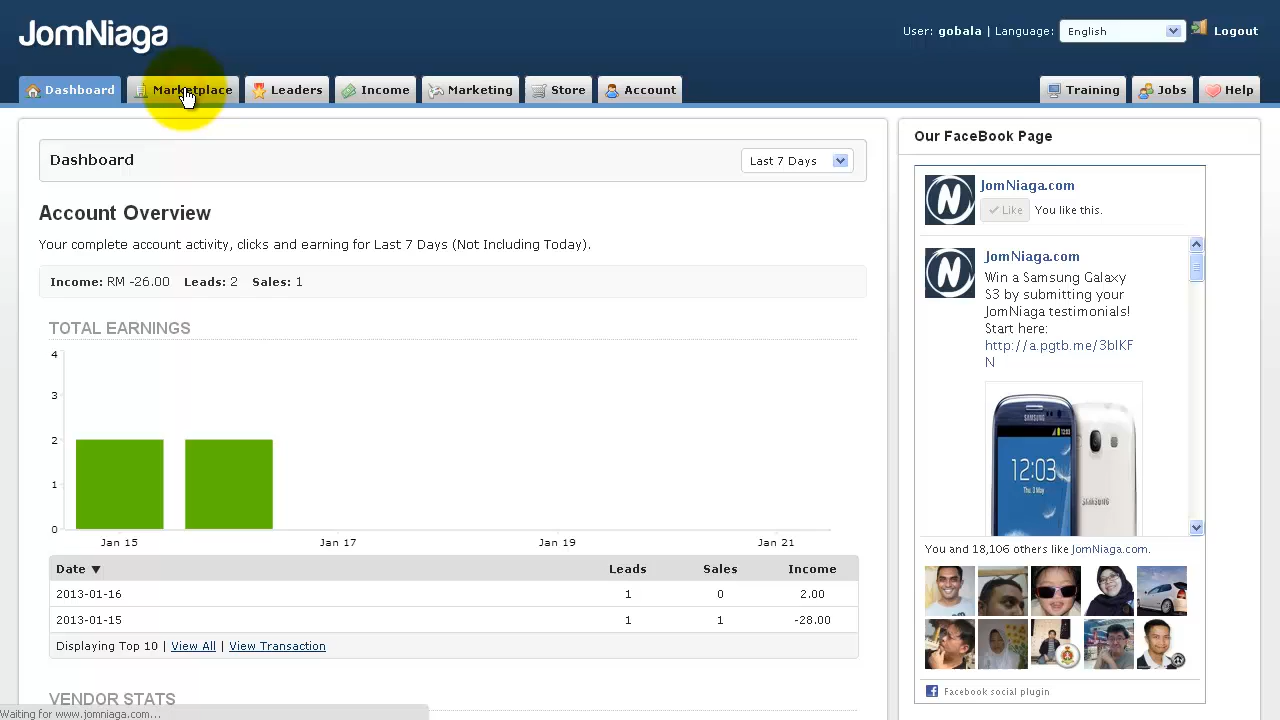 JomNiaga
User: gobala | Language: English Logout
Dashboard Marketplace Leaders Income Marketing Store Account Training Jobs Help
Dashboard
Last 7 Days
Account Overview
Your complete account activity, clicks and earning for Last 7 Days (Not Including Today).
Income: RM -26.00 Leads: 2 Sales: 1
TOTAL EARNINGS
4
3
2
1
0
Jan 15 Jan 17 Jan 19 Jan 21
Date ▼ Leads Sales Income
2013-01-16 1 0 2.00
2013-01-15 1 1 -28.00
Displaying Top 10 | View All | View Transaction
VENDOR STATS
Waiting for www.jomniaga.com...
Our FaceBook Page
JomNiaga.com
Like You like this.
JomNiaga.com
Win a Samsung Galaxy
S3 by submitting your
JomNiaga testimonials!
Start here:
http://a.pgtb.me/3blKF
N
SAMSUNG
12:03
Thu, 3 May
SAMSUNG
You and 18,106 others like JomNiaga.com.
Facebook social plugin